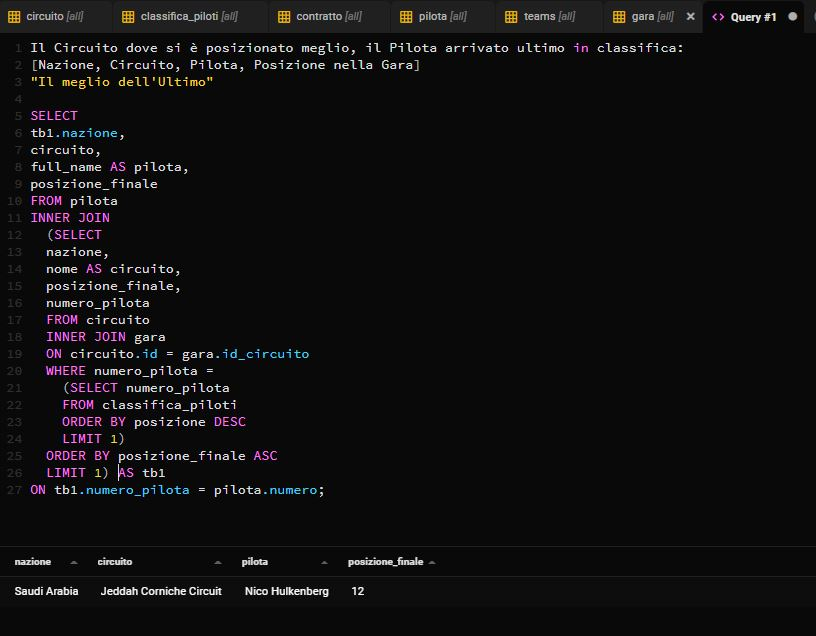 circuito [all] classifica_piloti [all] contratto [all] pilota [all] teams [all] gara [all] × <> Query #1
1 Il Circuito dove si è posizionato meglio, il Pilota arrivato ultimo in classifica:
2 [Nazione, Circuito, Pilota, Posizione nella Gara]
3 "Il meglio dell'Ultimo"
4
5 SELECT
6 tb1.nazione,
7 circuito,
8 full_name AS pilota,
9 posizione_finale
10 FROM pilota
11 INNER JOIN
12 (SELECT
13 nazione,
14 nome AS circuito,
15 posizione_finale,
16 numero_pilota
17 FROM circuito
18 INNER JOIN gara
19 ON circuito.id = gara.id_circuito
20 WHERE numero_pilota =
21 (SELECT numero_pilota
22 FROM classifica_piloti
23 ORDER BY posizione DESC
24 LIMIT 1)
25 ORDER BY posizione_finale ASC
26 LIMIT 1) AS tb1
27 ON tb1.numero_pilota = pilota.numero;
nazione circuito pilota posizione_finale
Saudi Arabia Jeddah Corniche Circuit Nico Hulkenberg 12